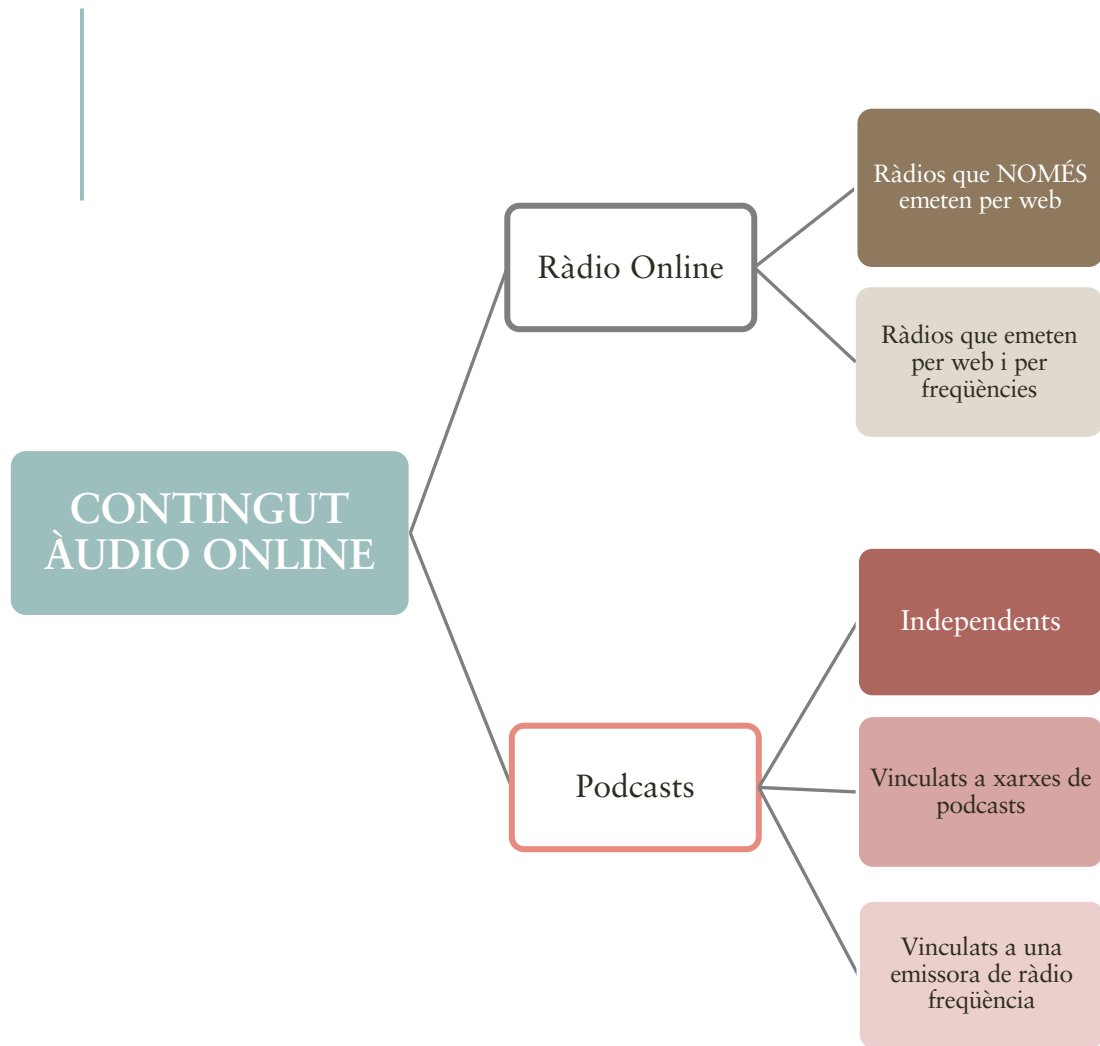 CONTINGUT
ÀUDIO ONLINE
Ràdio Online
Ràdios que NOMÉS
emeten per web
Ràdios que emeten
per web i per
freqüències
Podcasts
Independents
Vinculats a xarxes de
podcasts
Vinculats a una
emissora de ràdio
freqüència